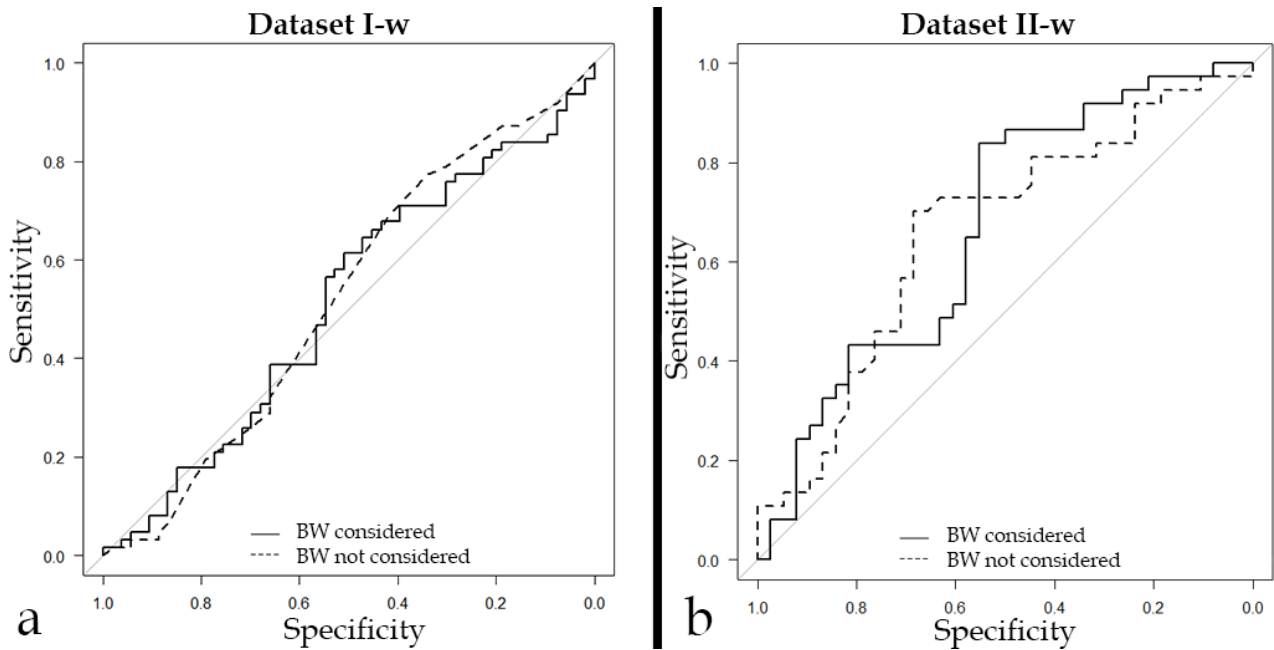 Dataset I-w
1.0
0.8
0.6
0.4
0.2
0.0
Sensitivity
BW considered
BW not considered
1.0 0.8 0.6 0.4 0.2 0.0
Specificity
a
Dataset II-w
1.0
0.8
0.6
0.4
0.2
0.0
Sensitivity
BW considered
BW not considered
1.0 0.8 0.6 0.4 0.2 0.0
Specificity
b